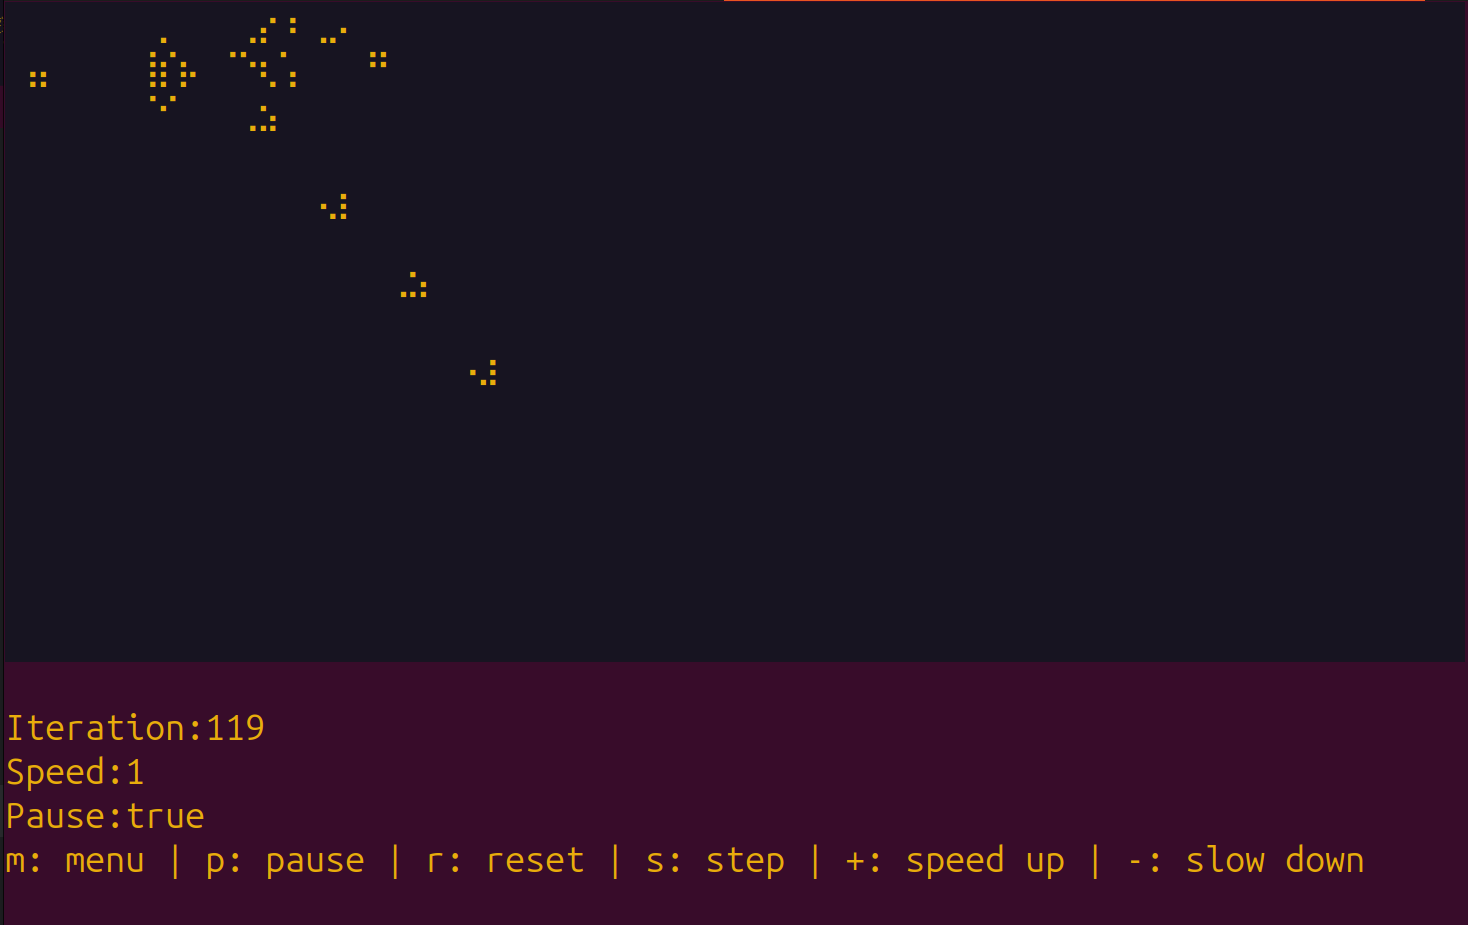 Iteration:119
Speed:1
Pause:true
m: menu | p: pause | r: reset | s: step | +: speed up | -: slow down